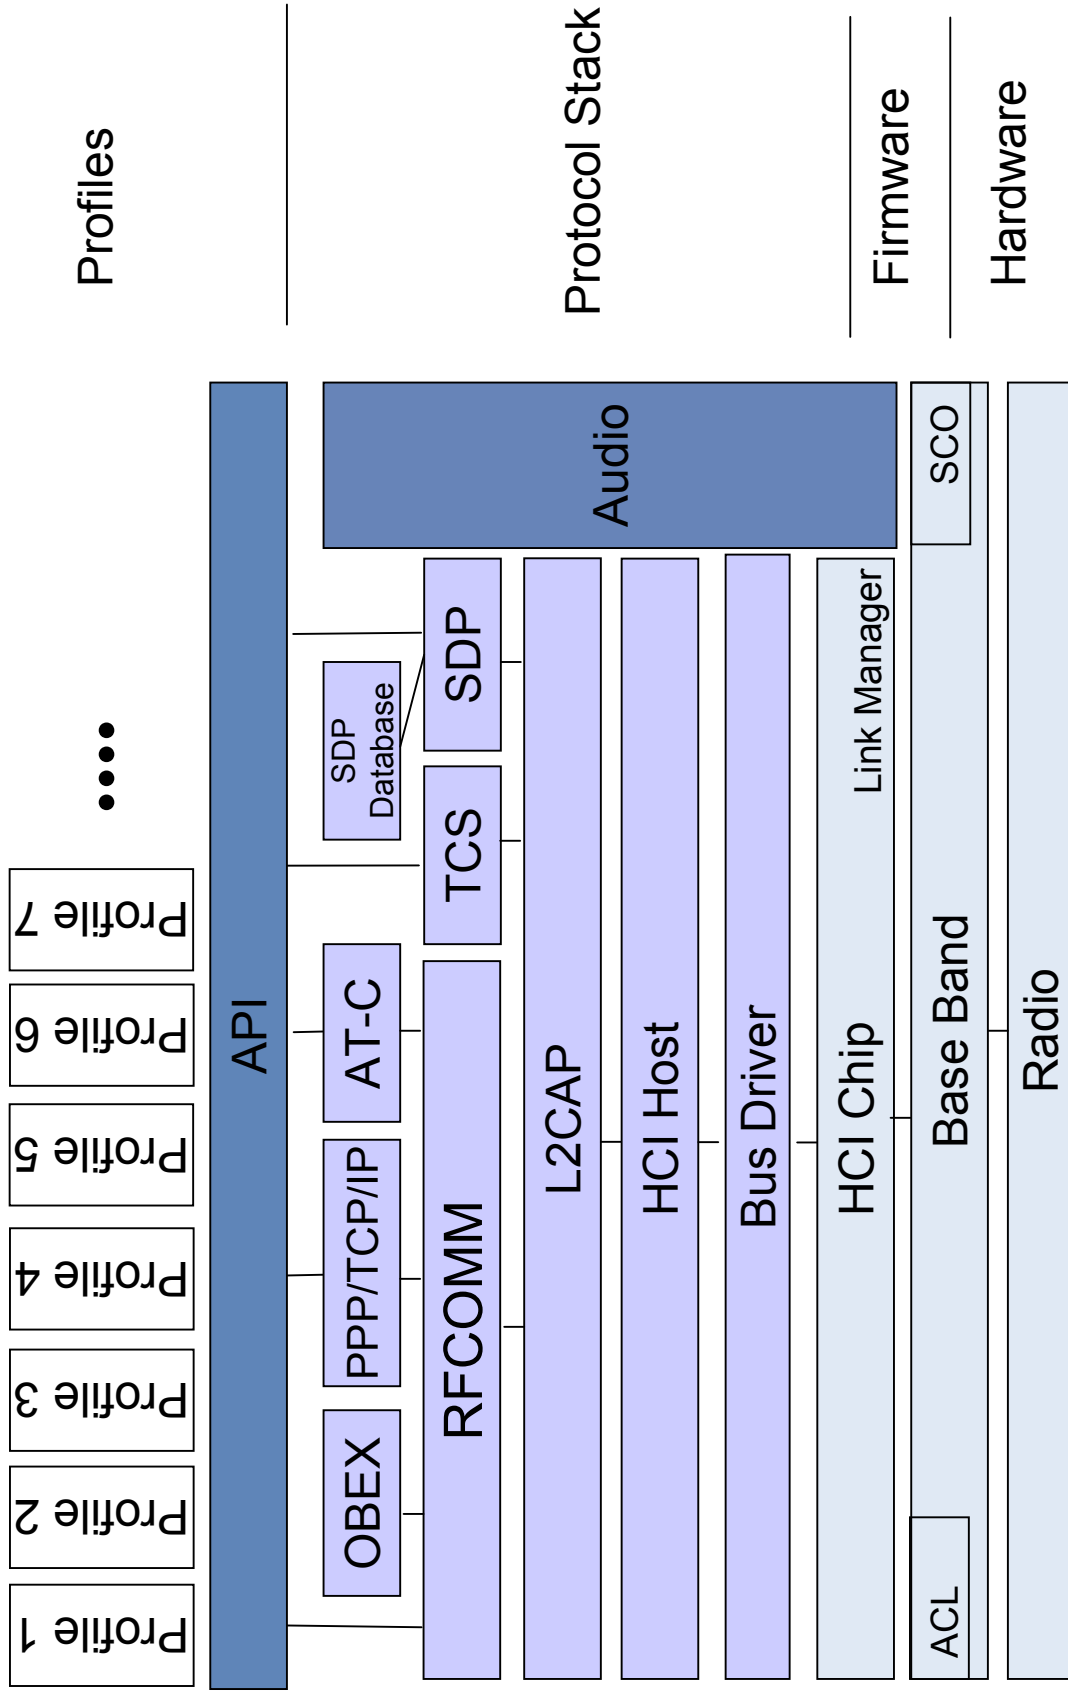 Profile 1
Profile 2
Profile 3
Profile 4
Profile 5
Profile 6
Profile 7
••••
Profiles
API
OBEX
PPP/TCP/IP
AT-C
SDP
Database
RFCOMM
TCS
SDP
Audio
L2CAP
Protocol Stack
HCI Host
Bus Driver
HCI Chip
Link Manager
Firmware
ACL
Base Band
SCO
Radio
Hardware